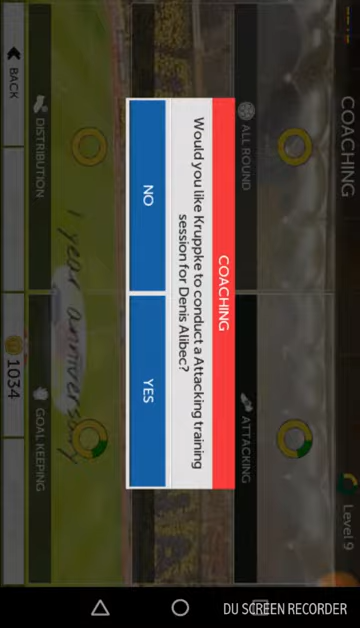 COACHING
Level 9
ALL ROUND
ATTACKING
COACHING
Would you like Kruppke to conduct a Attacking training
session for Denis Alibec?
NO
YES
1 year anniversary
DISTRIBUTION
GOAL KEEPING
BACK
1034
DU SCREEN RECORDER